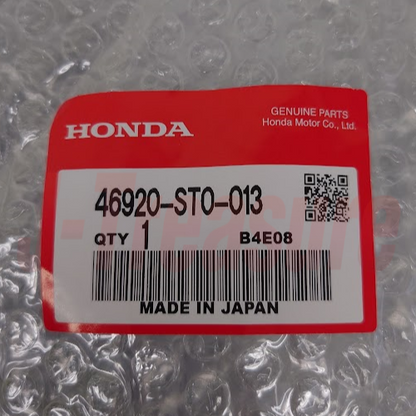 GENUINE PARTS
HONDA
Honda Motor Co., Ltd.
46920-ST0-013
QTY 1 B4E08
MADE IN JAPAN